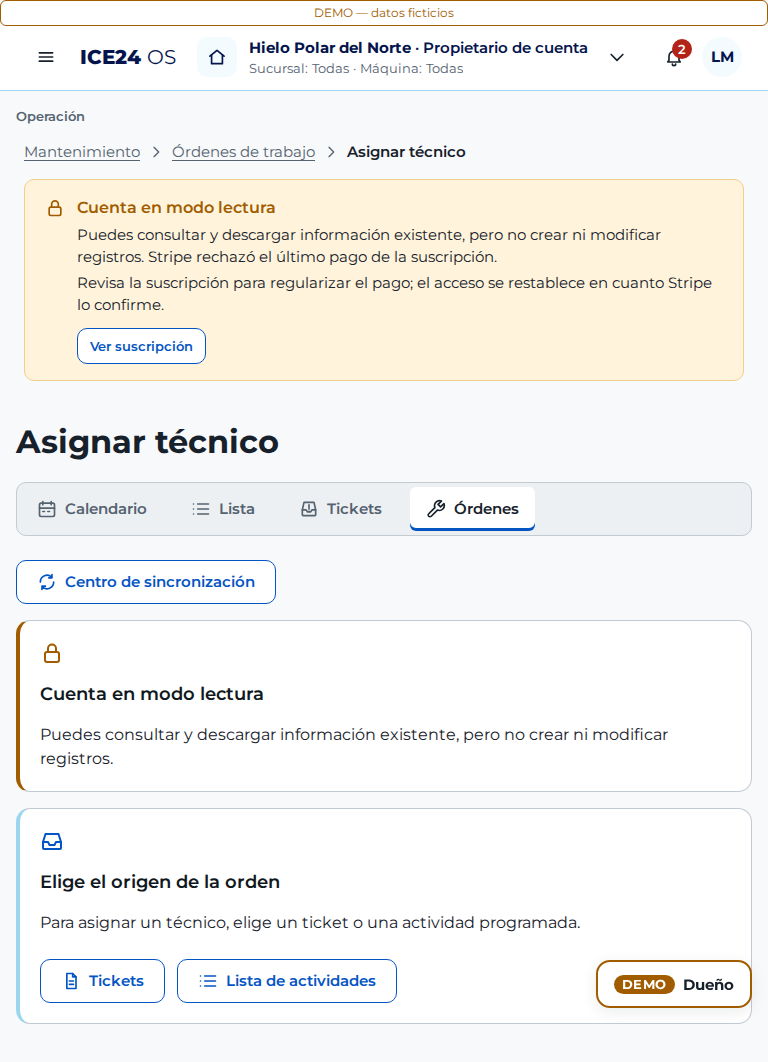 DEMO — datos ficticios
ICE24 OS
Hielo Polar del Norte · Propietario de cuenta
Sucursal: Todas · Máquina: Todas
2
LM
Operación
Mantenimiento > Órdenes de trabajo > Asignar técnico
Cuenta en modo lectura
Puedes consultar y descargar información existente, pero no crear ni modificar
registros. Stripe rechazó el último pago de la suscripción.
Revisa la suscripción para regularizar el pago; el acceso se restablece en cuanto Stripe
lo confirme.
Ver suscripción
Asignar técnico
Calendario
Lista
Tickets
Órdenes
Centro de sincronización
Cuenta en modo lectura
Puedes consultar y descargar información existente, pero no crear ni modificar
registros.
Elige el origen de la orden
Para asignar un técnico, elige un ticket o una actividad programada.
Tickets
Lista de actividades
DEMO Dueño